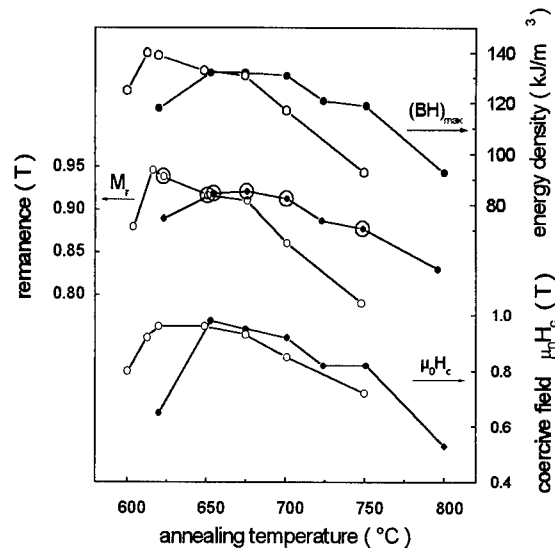 140
120
100
80
energy density ( kJ/m³ )
(BH)max
0.95
0.90
0.85
0.80
remanence ( T )
Mr
1.0
0.8
0.6
0.4
coercive field μ0Hc ( T )
μ0Hc
600 650 700 750 800
annealing temperature ( °C )